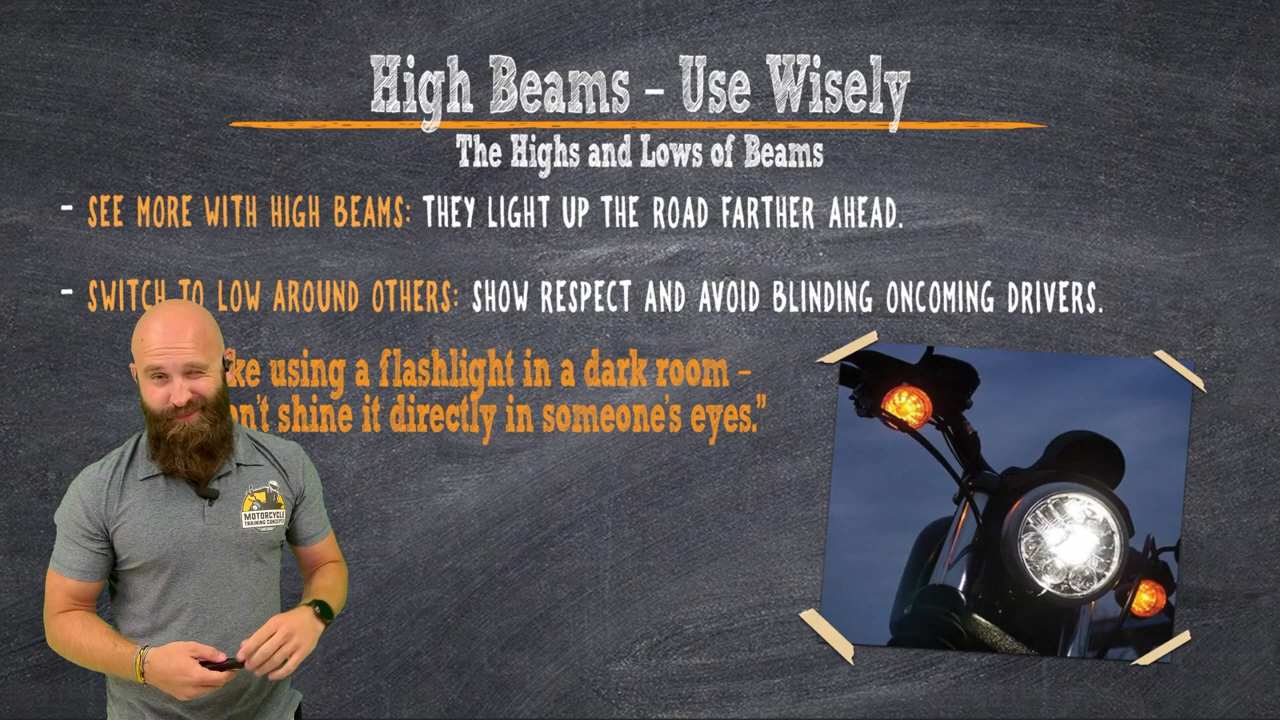 High Beams – Use Wisely
The Highs and Lows of Beams
- SEE MORE WITH HIGH BEAMS: THEY LIGHT UP THE ROAD FARTHER AHEAD.
- SWITCH TO LOW AROUND OTHERS: SHOW RESPECT AND AVOID BLINDING ONCOMING DRIVERS.
using a flashlight in a dark room –
shine it directly in someone's eyes."
MOTORCYCLE
TRAINING CONCEPTS